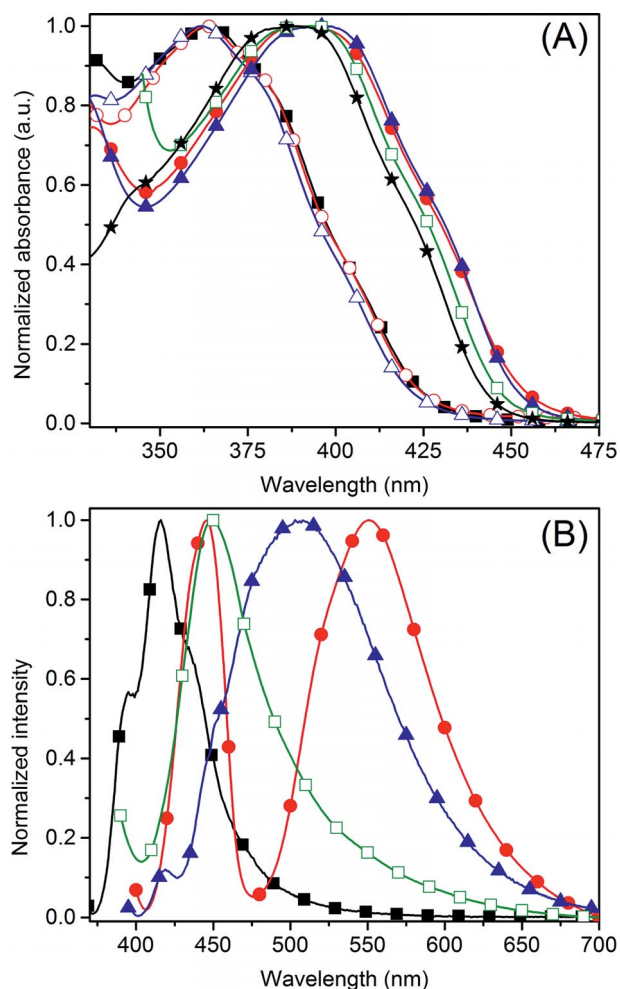 (A)
Normalized absorbance (a.u.)
1.0
0.8
0.6
0.4
0.2
0.0
350 375 400 425 450 475
Wavelength (nm)
(B)
Normalized intensity
1.0
0.8
0.6
0.4
0.2
0.0
400 450 500 550 600 650 700
Wavelength (nm)